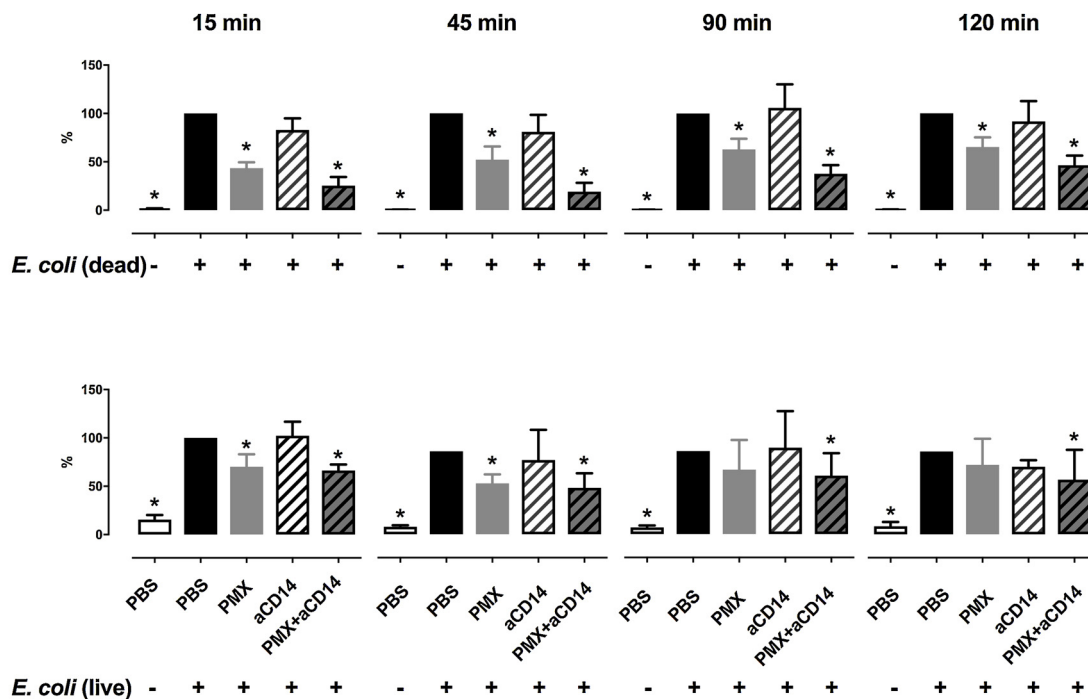 15 min 45 min 90 min 120 min
150
100
50
0
%
* * * * * * * * * * * *
E. coli (dead) - + + + + - + + + + - + + + + - + + + +
150
100
50
0
%
* * * * * * * * * *
PBS PBS PMX aCD14 PMX+aCD14 PBS PBS PMX aCD14 PMX+aCD14 PBS PBS PMX aCD14 PMX+aCD14 PBS PBS PMX aCD14 PMX+aCD14
E. coli (live) - + + + + - + + + + - + + + + - + + + +